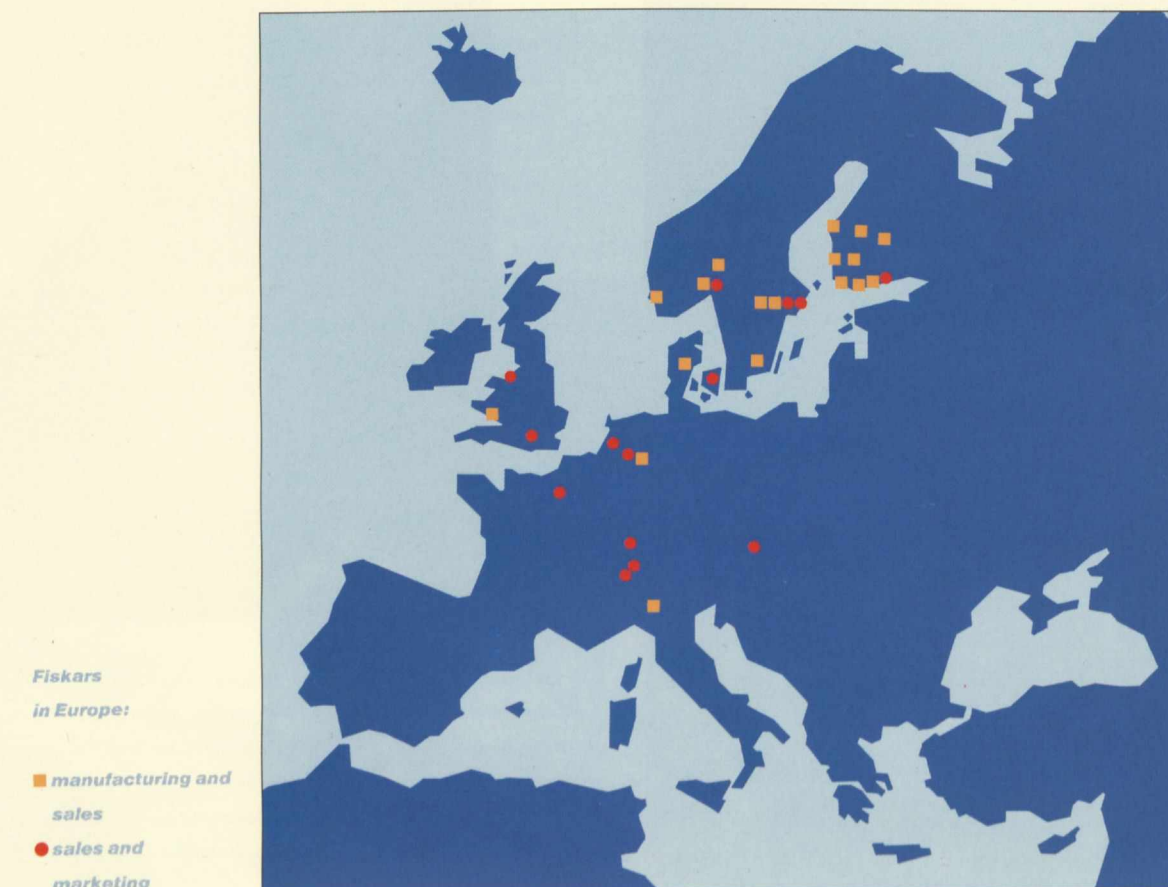 Fiskars
in Europe:
manufacturing and
sales
sales and
marketing